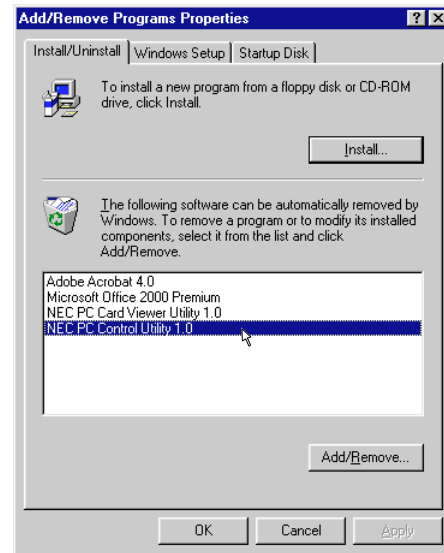 Add/Remove Programs Properties
Install/Uninstall
Windows Setup
Startup Disk
To install a new program from a floppy disk or CD-ROM
drive, click Install.
Install...
The following software can be automatically removed by
Windows. To remove a program or to modify its installed
components, select it from the list and click
Add/Remove.
Adobe Acrobat 4.0
Microsoft Office 2000 Premium
NEC PC Card Viewer Utility 1.0
NEC PC Control Utility 1.0
Add/Remove...
OK
Cancel
Apply